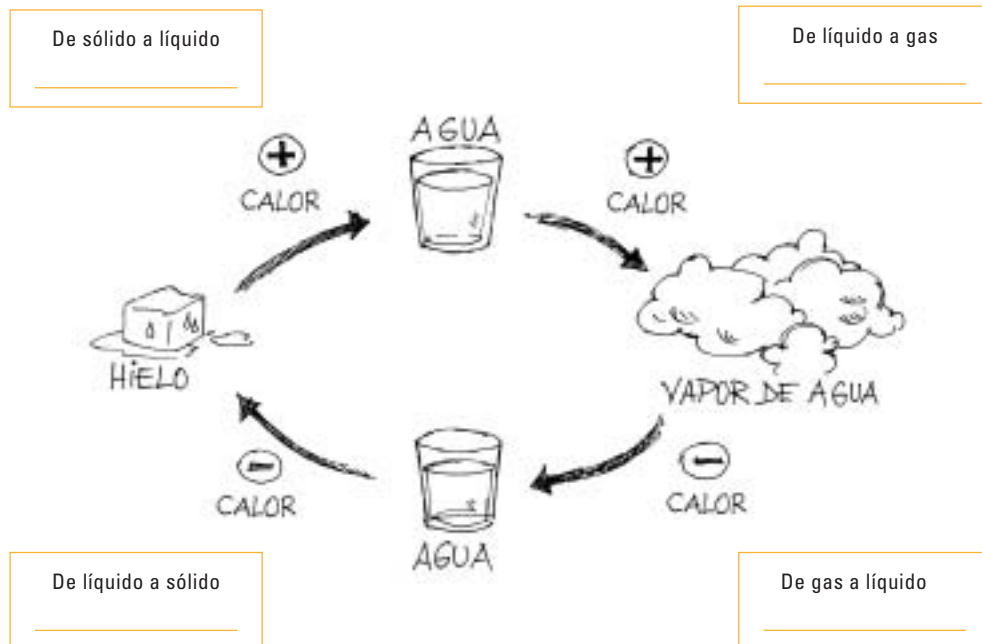 De sólido a líquido
De líquido a gas
AGUA
+
CALOR
+
CALOR
HiELO
VAPOR DE AGUA
-
CALOR
-
CALOR
AGUA
De líquido a sólido
De gas a líquido